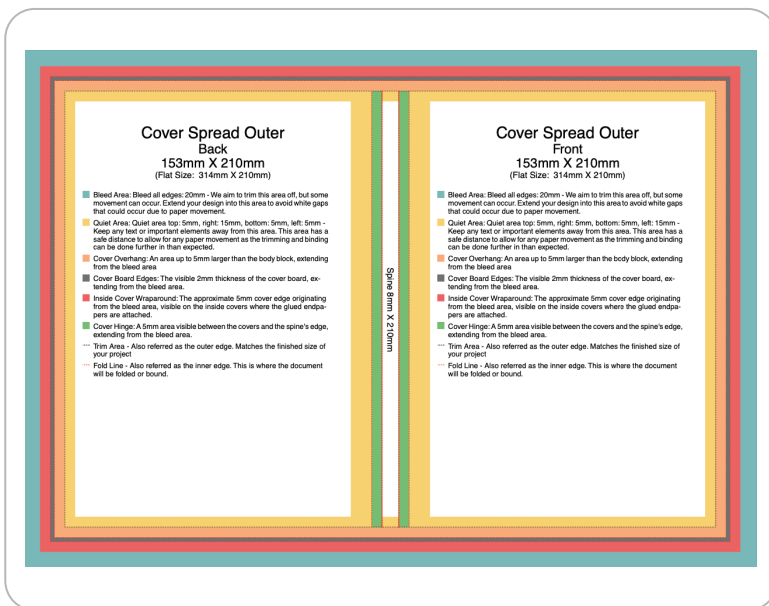 Cover Spread Outer
Back
153mm X 210mm
(Flat Size: 314mm X 210mm)
Bleed Area: Bleed all edges: 20mm - We aim to trim this area off, but some
movement can occur. Extend your design into this area to avoid white gaps
that could occur due to paper movement.
Quiet Area: Quiet area top: 5mm, right: 15mm, bottom: 5mm, left: 5mm -
Keep any text or important elements away from this area. This area has a
safe distance to allow for any paper movement as the trimming and binding
can be done further in than expected.
Cover Overhang: An area up to 5mm larger than the body block, extending
from the bleed area
Cover Board Edges: The visible 2mm thickness of the cover board, ex-
tending from the bleed area.
Inside Cover Wraparound: The approximate 5mm cover edge originating
from the bleed area, visible on the inside covers where the glued endpa-
pers are attached.
Cover Hinge: A 5mm area visible between the covers and the spine's edge,
extending from the bleed area.
Trim Area - Also referred as the outer edge. Matches the finished size of
your project
Fold Line - Also referred as the inner edge. This is where the document
will be folded or bound.
Spine 8mm X 210mm
Cover Spread Outer
Front
153mm X 210mm
(Flat Size: 314mm X 210mm)
Bleed Area: Bleed all edges: 20mm - We aim to trim this area off, but some
movement can occur. Extend your design into this area to avoid white gaps
that could occur due to paper movement.
Quiet Area: Quiet area top: 5mm, right: 5mm, bottom: 5mm, left: 15mm -
Keep any text or important elements away from this area. This area has a
safe distance to allow for any paper movement as the trimming and binding
can be done further in than expected.
Cover Overhang: An area up to 5mm larger than the body block, extending
from the bleed area
Cover Board Edges: The visible 2mm thickness of the cover board, ex-
tending from the bleed area.
Inside Cover Wraparound: The approximate 5mm cover edge originating
from the bleed area, visible on the inside covers where the glued endpa-
pers are attached.
Cover Hinge: A 5mm area visible between the covers and the spine's edge,
extending from the bleed area.
Trim Area - Also referred as the outer edge. Matches the finished size of
your project
Fold Line - Also referred as the inner edge. This is where the document
will be folded or bound.